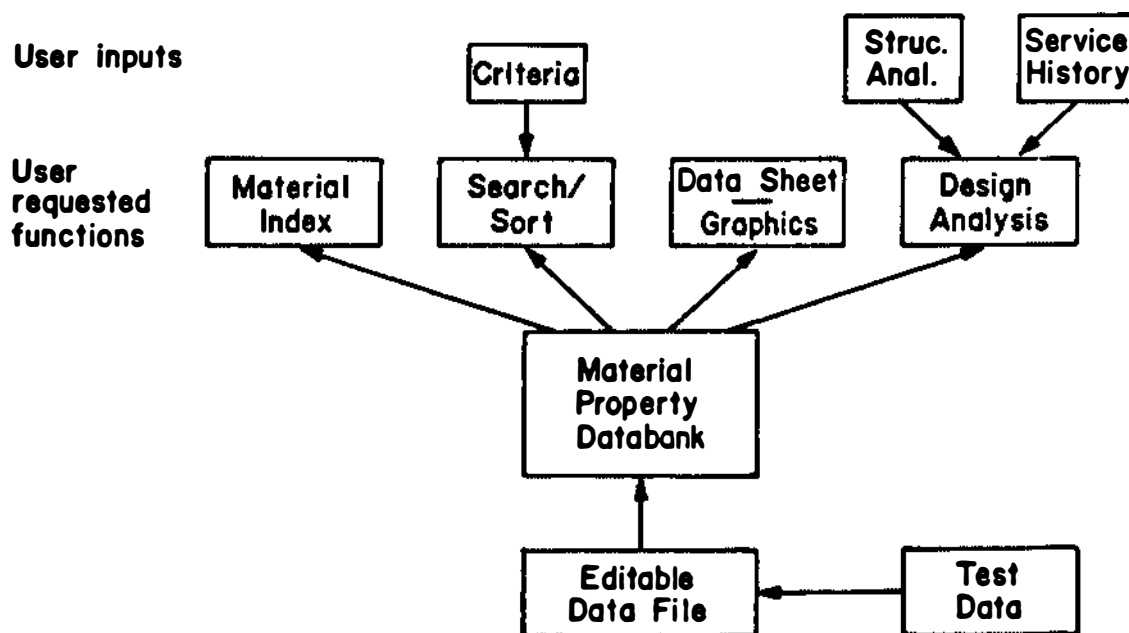 User inputs
Criteria
Struc.
Anal.
Service
History
User
requested
functions
Material
Index
Search/
Sort
Data Sheet
Graphics
Design
Analysis
Material
Property
Databank
Editable
Data File
Test
Data